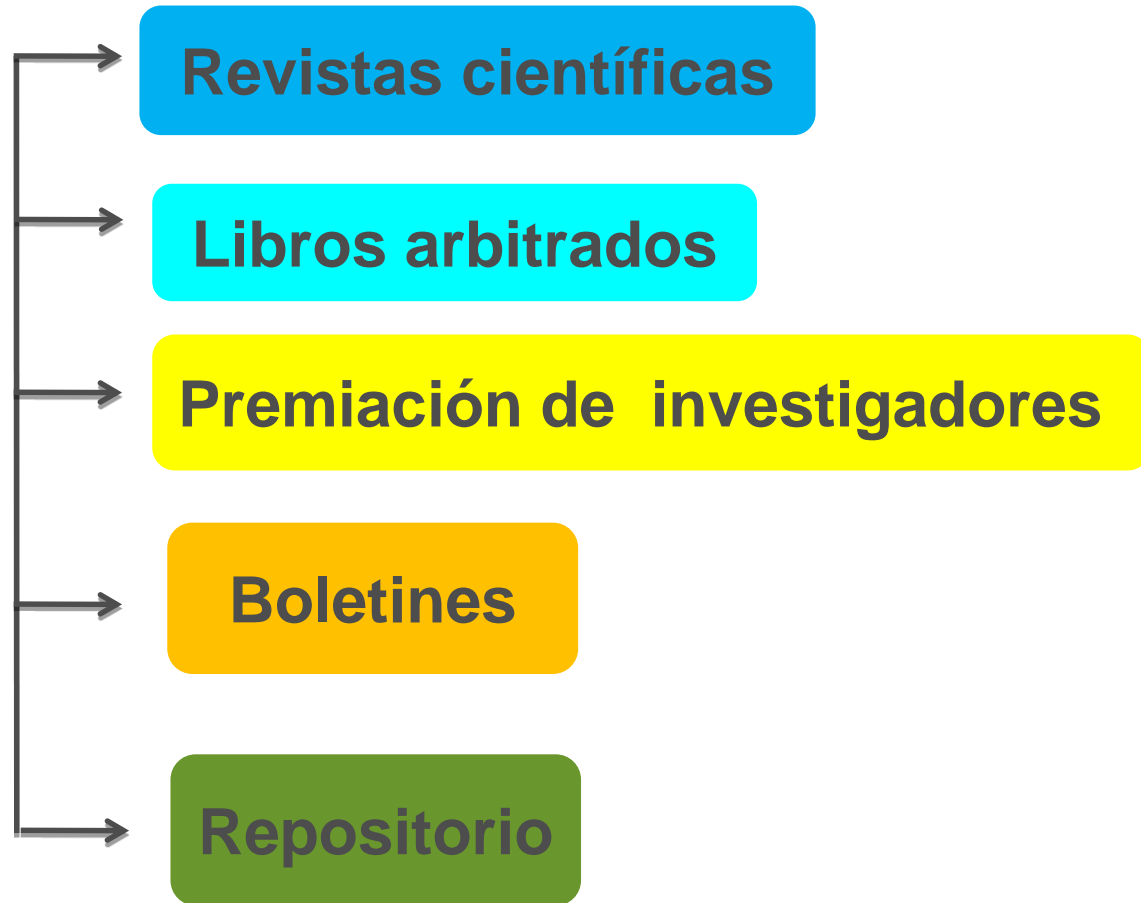 Revistas científicas
Libros arbitrados
Premiación de  investigadores
Boletines
Repositorio